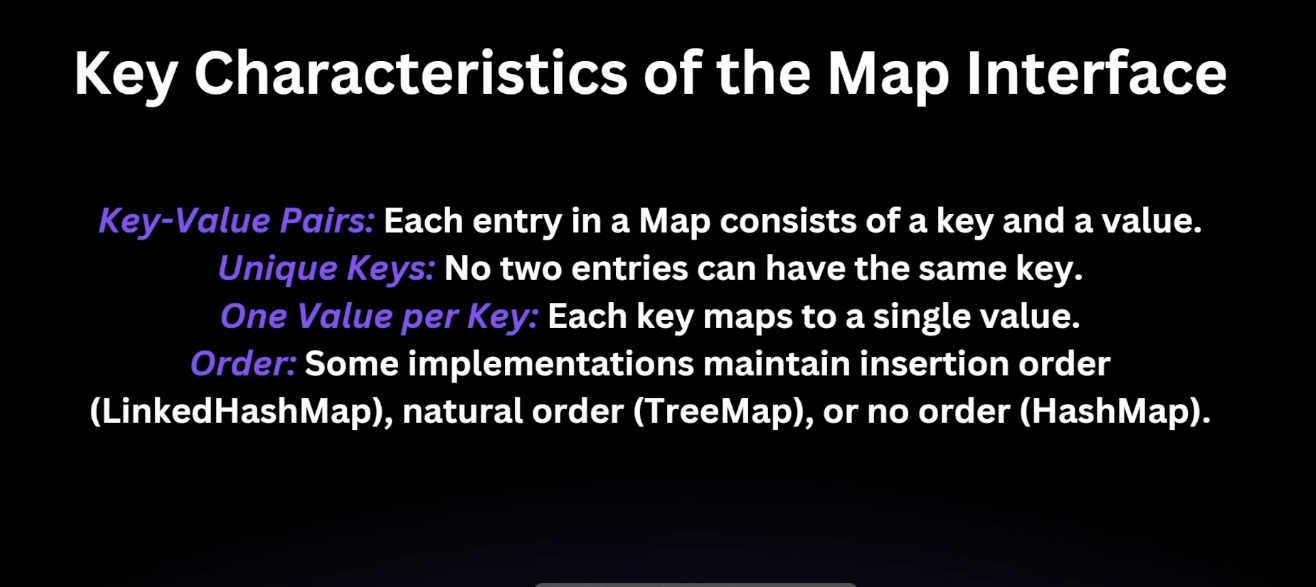 Key Characteristics of the Map Interface
Key-Value Pairs: Each entry in a Map consists of a key and a value.
Unique Keys: No two entries can have the same key.
One Value per Key: Each key maps to a single value.
Order: Some implementations maintain insertion order
(LinkedHashMap), natural order (TreeMap), or no order (HashMap).